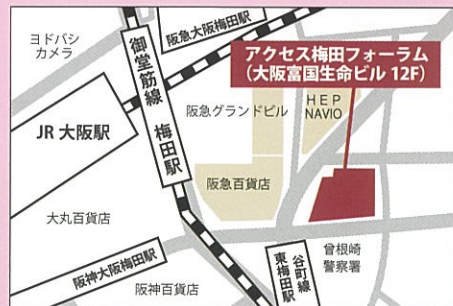 ヨドバシ
カメラ
御堂筋線 梅田駅
阪急大阪梅田駅
アクセス梅田フォーラム
(大阪富国生命ビル 12F)
阪急グランドビル
HEP
NAVIO
JR 大阪駅
阪急百貨店
大丸百貨店
阪神大阪梅田駅
阪神百貨店
谷町線
東梅田駅
曾根崎
警察署